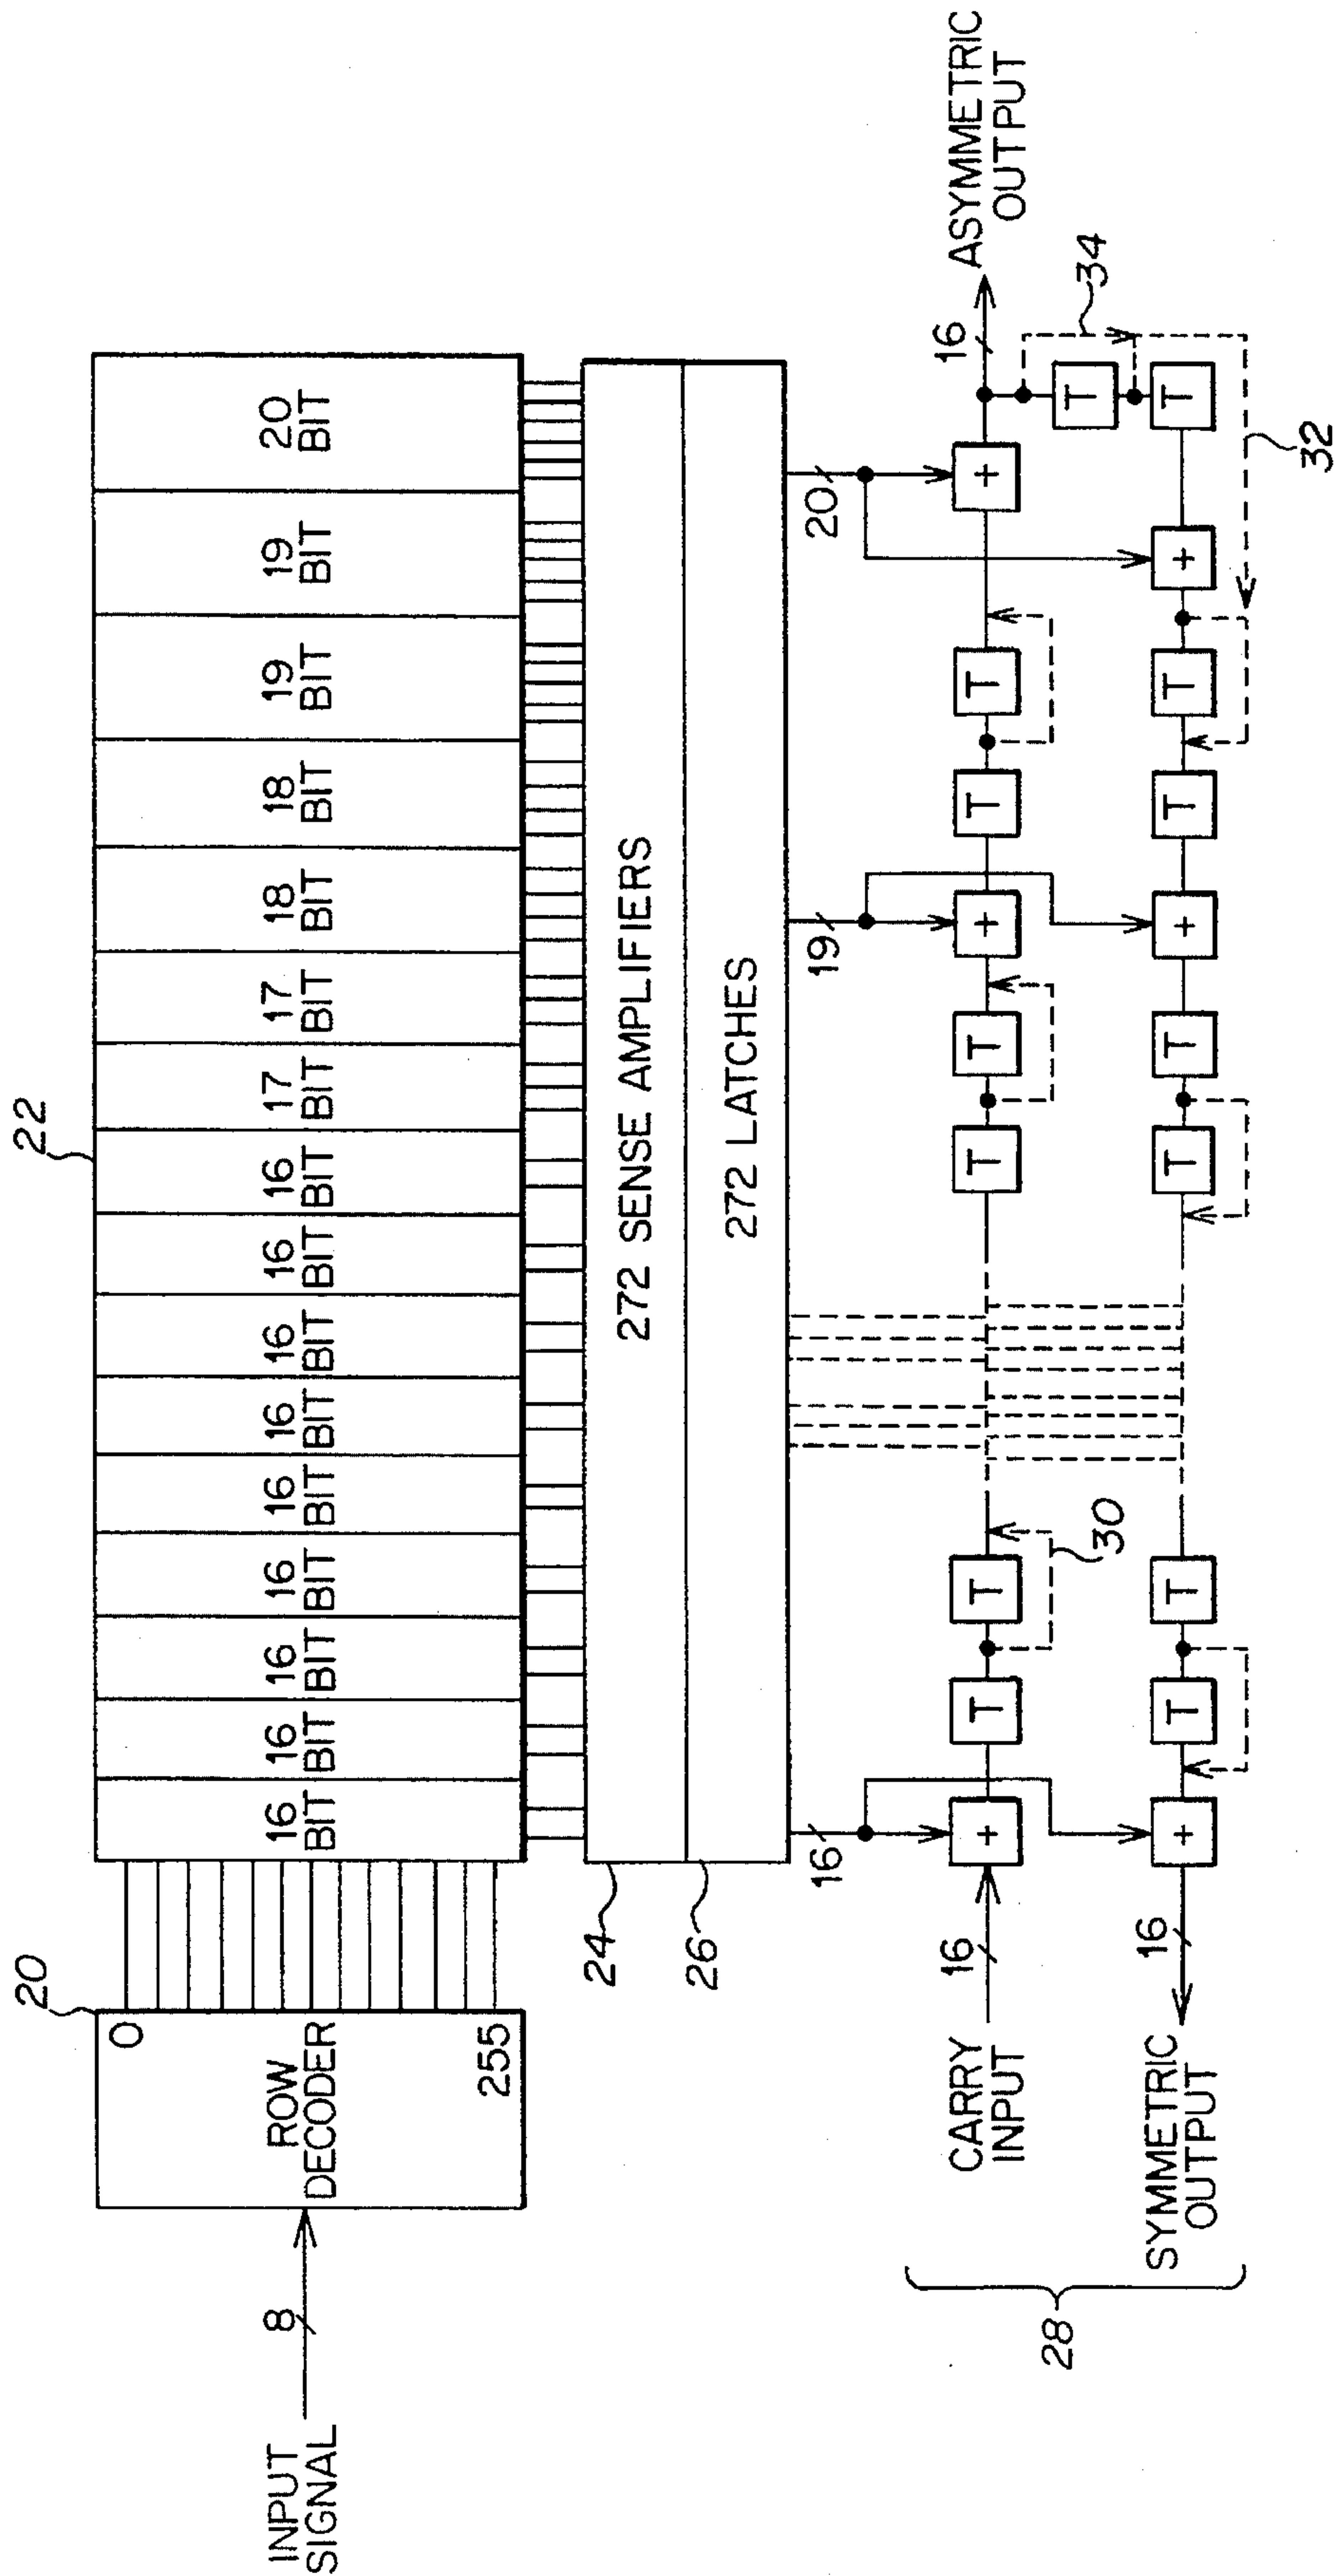 20
22
INPUT
SIGNAL
8
0
ROW
DECODER
255
16
BIT
16
BIT
16
BIT
16
BIT
16
BIT
16
BIT
16
BIT
16
BIT
16
BIT
17
BIT
17
BIT
18
BIT
18
BIT
19
BIT
19
BIT
20
BIT
24
272 SENSE AMPLIFIERS
26
272 LATCHES
16
19
20
28
CARRY
INPUT
16
+
T
T
30
T
T
+
T
T
+
16
ASYMMETRIC
OUTPUT
T
34
SYMMETRIC
OUTPUT
16
+
T
T
T
T
+
T
T
+
T
32